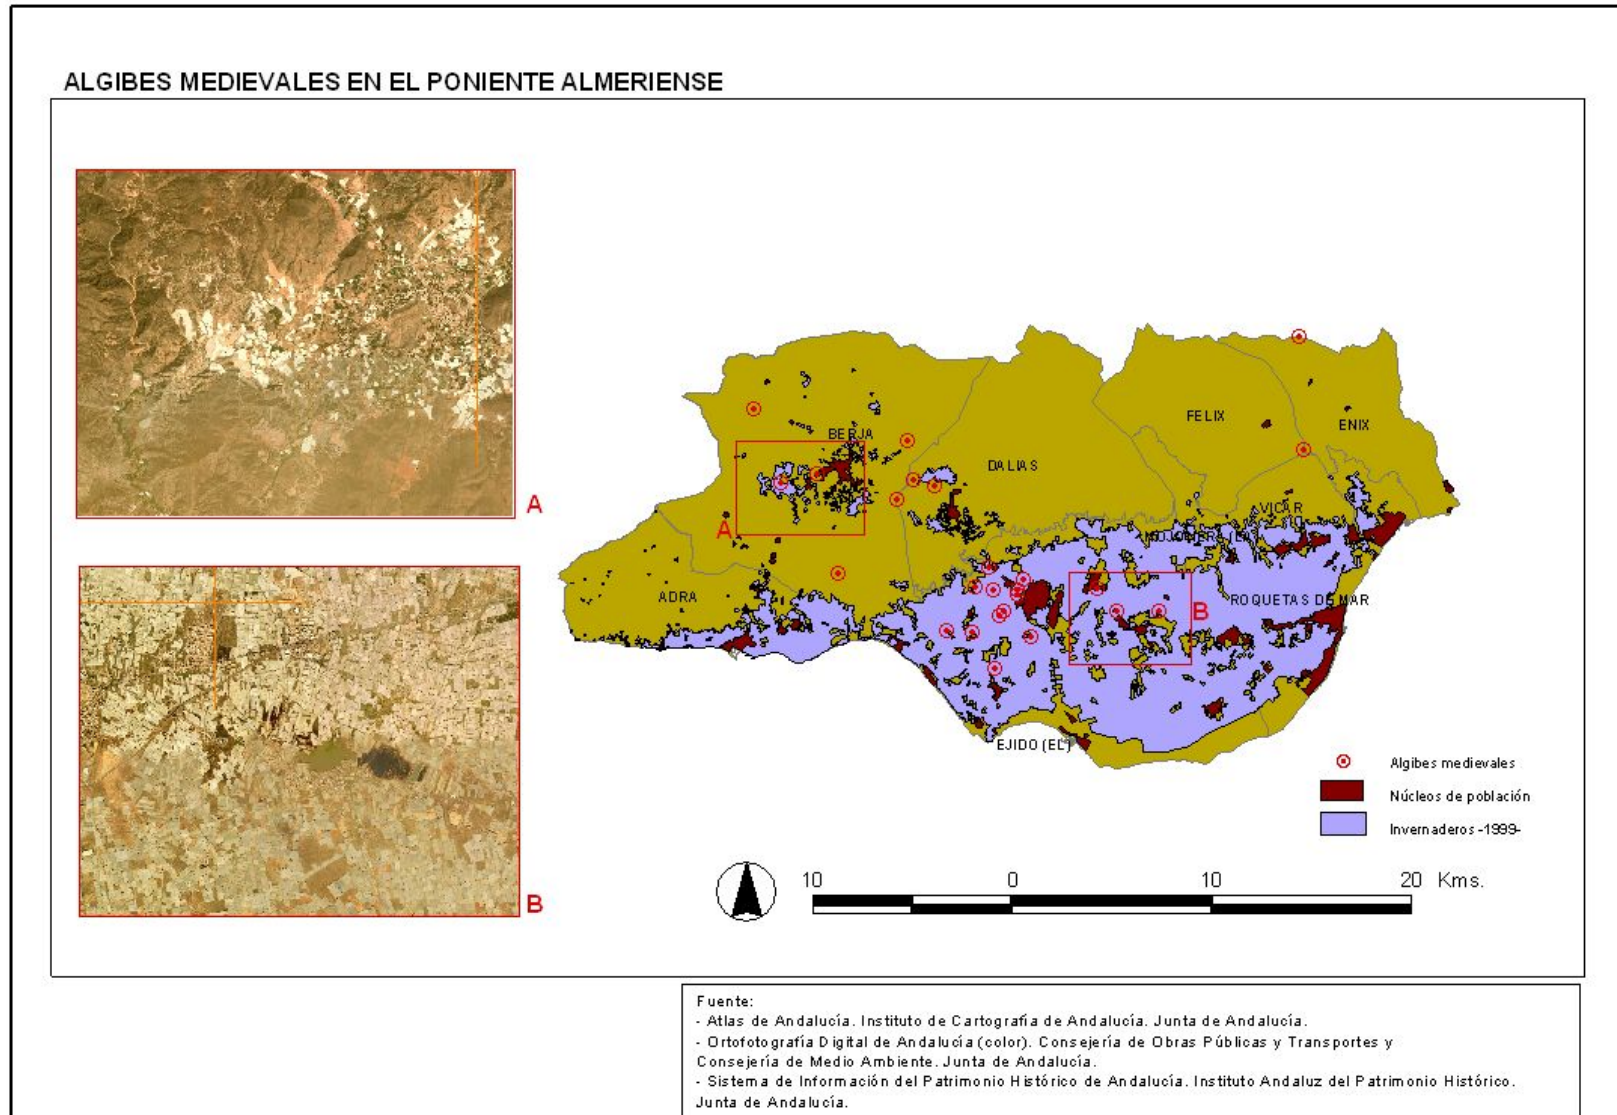 ALGIBES MEDIEVALES EN EL PONIENTE ALMERIENSE
A
B
BERJA
DALIAS
FELIX
ENIX
VICAR
MOJONERA (LA)
ADRA
ROQUETAS DE MAR
EJIDO (EL)
A
B
Algibes medievales
Núcleos de población
Invernaderos -1999-
10 0 10 20 Kms.
Fuente:
- Atlas de Andalucía. Instituto de Cartografía de Andalucía. Junta de Andalucía.
- Ortofotografía Digital de Andalucía (color). Consejería de Obras Públicas y Transportes y
Consejería de Medio Ambiente. Junta de Andalucía.
- Sistema de Información del Patrimonio Histórico de Andalucía. Instituto Andaluz del Patrimonio Histórico.
Junta de Andalucía.